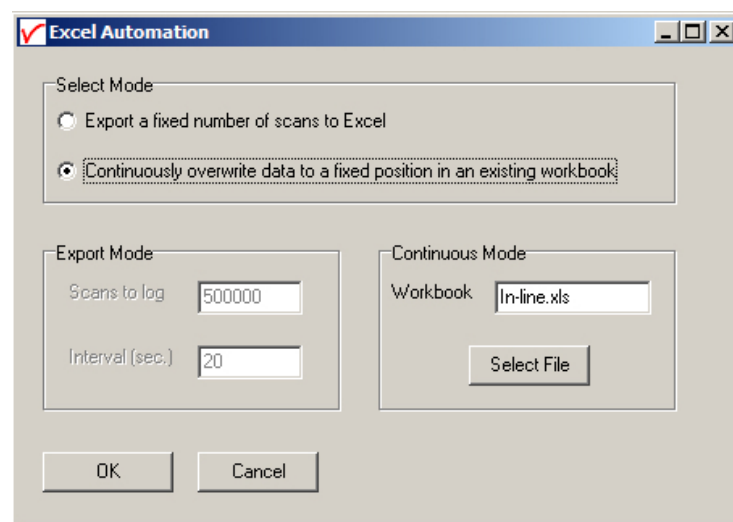 Excel Automation
Select Mode
Export a fixed number of scans to Excel
Continuously overwrite data to a fixed position in an existing workbook
Export Mode
Scans to log 500000
Interval (sec.) 20
Continuous Mode
Workbook In-line.xls
Select File
OK Cancel